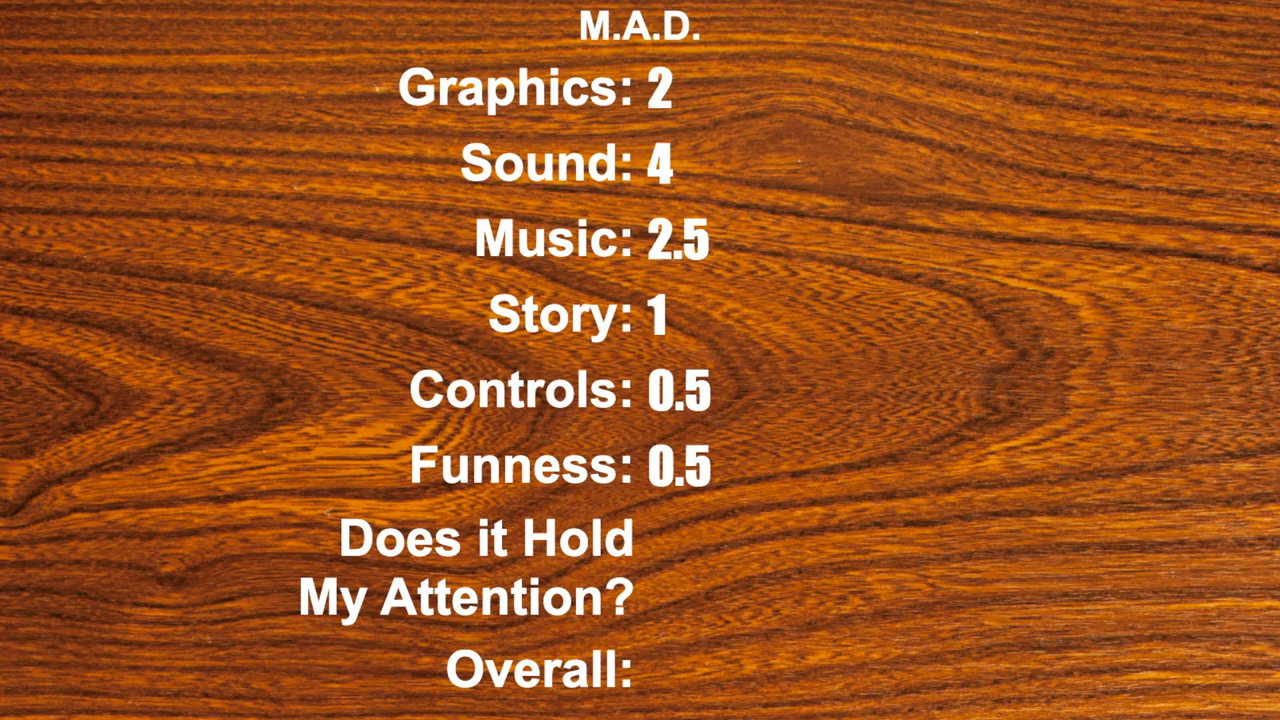 M.A.D.
Graphics: 2
Sound: 4
Music: 2.5
Story: 1
Controls: 0.5
Funness: 0.5
Does it Hold
My Attention?
Overall: